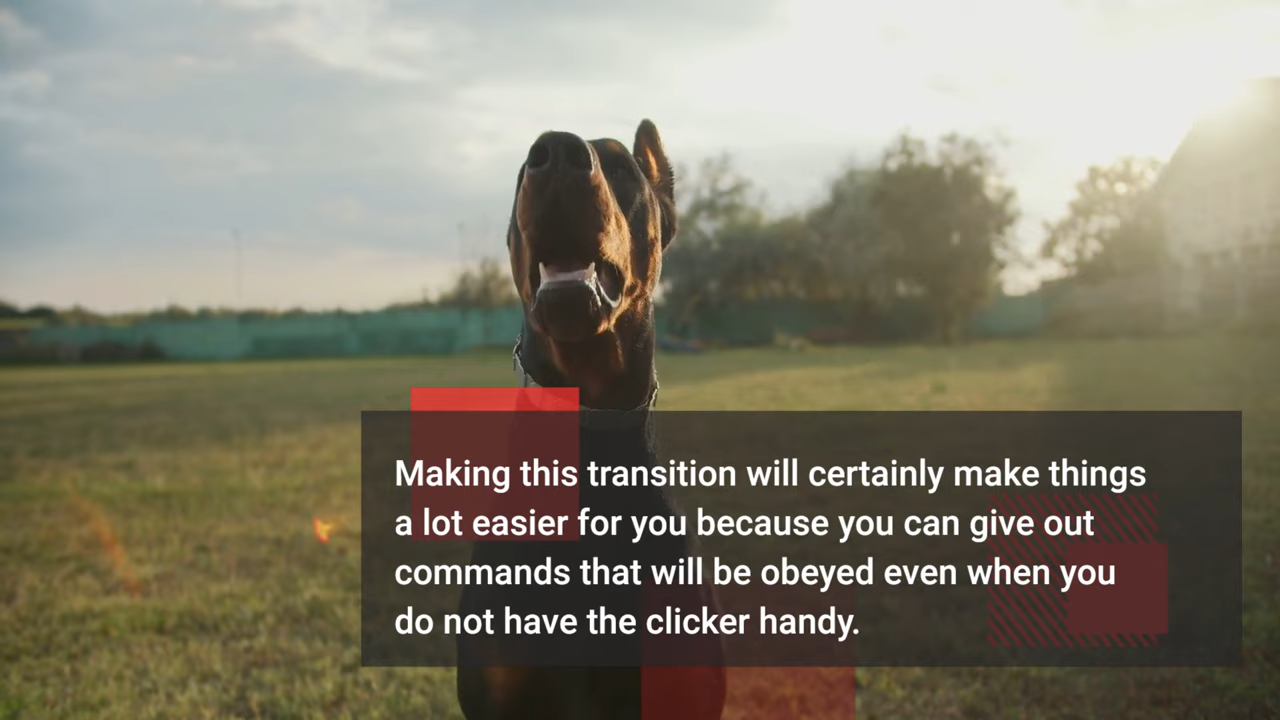 Making this transition will certainly make things
a lot easier for you because you can give out
commands that will be obeyed even when you
do not have the clicker handy.